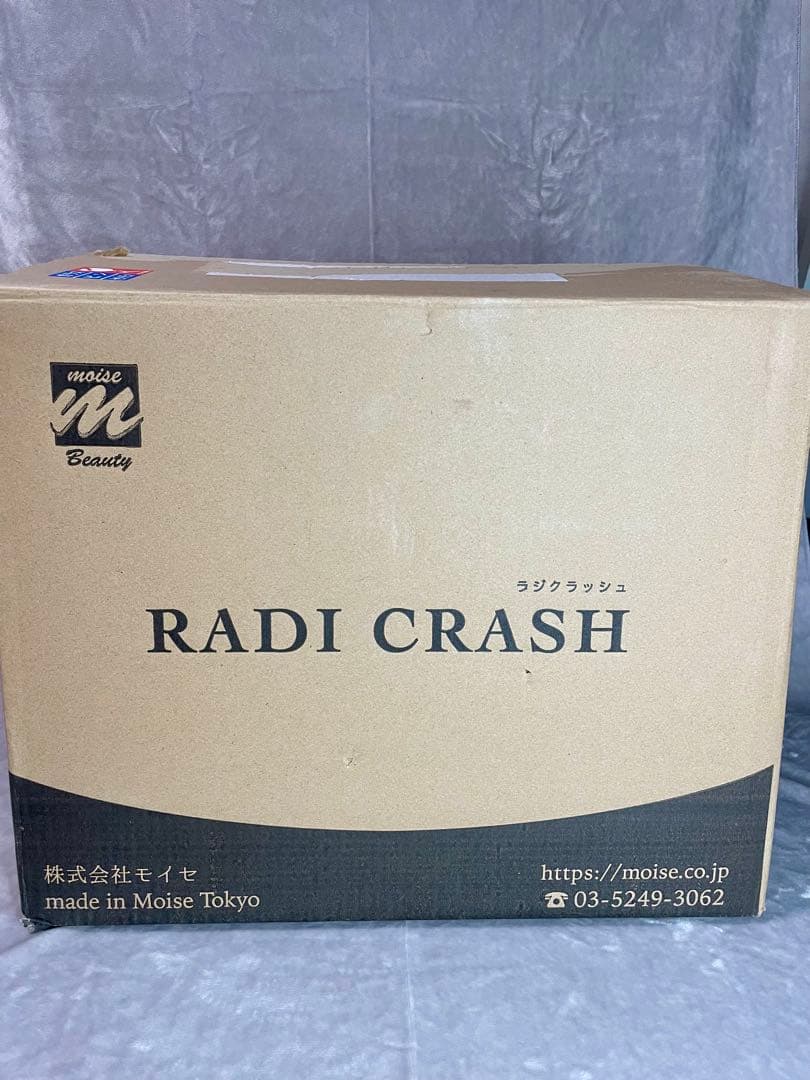 moise
m
Beauty
ラジクラッシュ
RADI CRASH
株式会社モイセ
made in Moise Tokyo
https://moise.co.jp
☎ 03-5249-3062